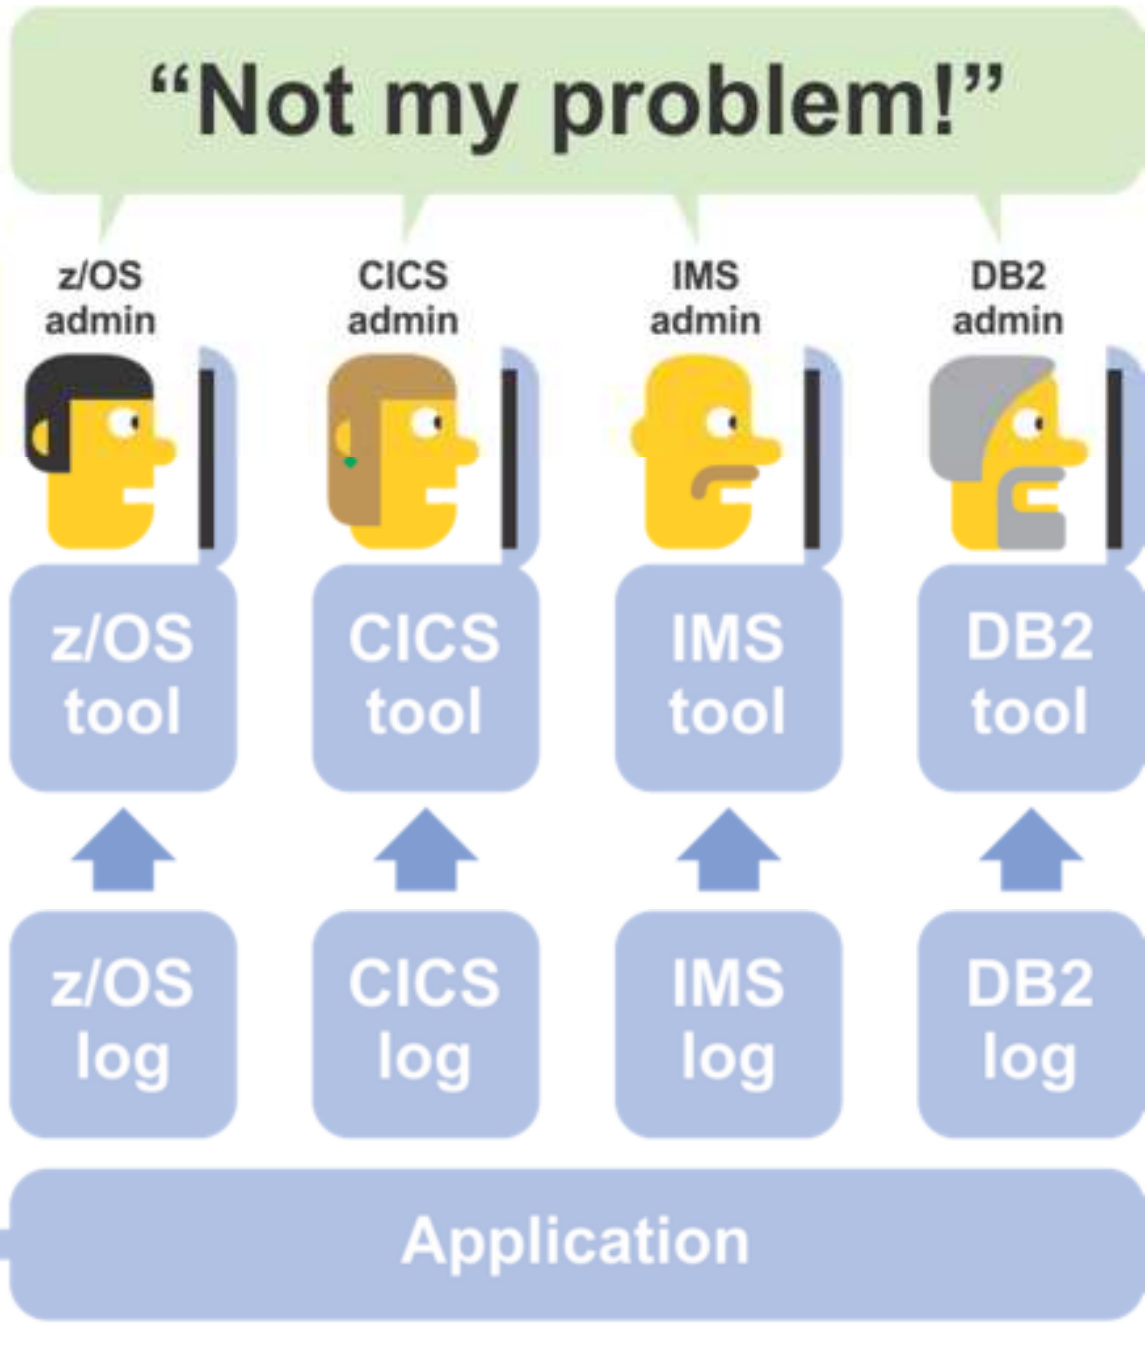 “Not my problem!”
z/OS
admin
CICS
admin
IMS
admin
DB2
admin
z/OS
tool
CICS
tool
IMS
tool
DB2
tool
z/OS
log
CICS
log
IMS
log
DB2
log
Application